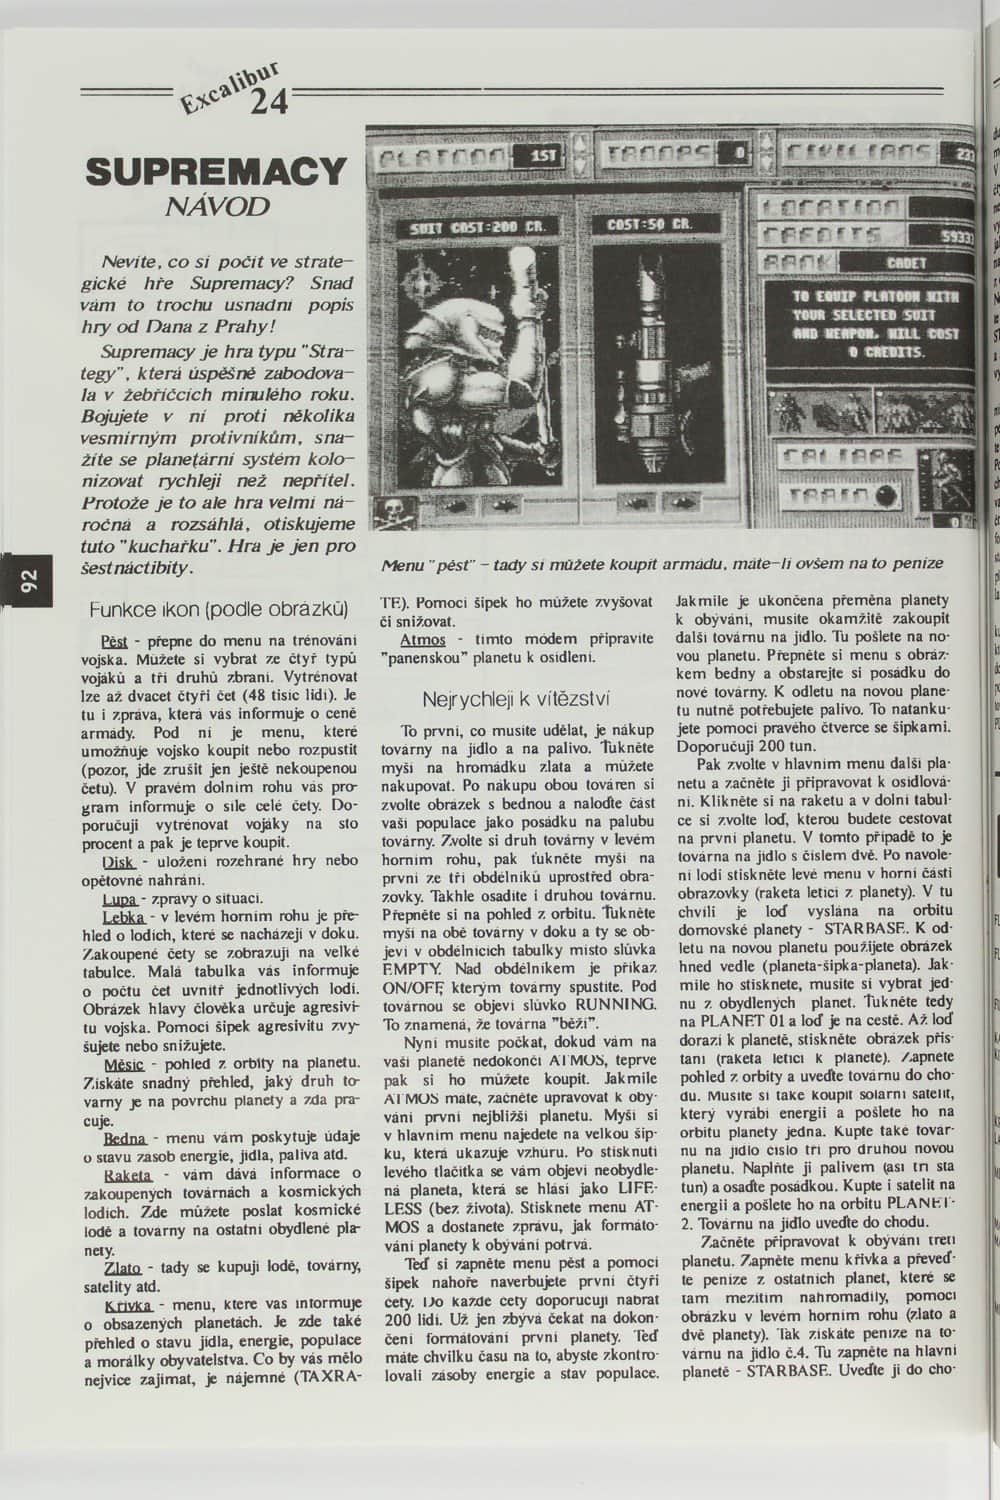 Excalibur
24
SUPREMACY
NÁVOD
Nevíte, co si počít ve strate-
gické hře Supremacy? Snad
vám to trochu usnadní popis
hry od Dana z Prahy!
Supremacy je hra typu "Stra-
tegy", která úspěšně zabodova-
la v žebříčcích minulého roku.
Bojujete v ní proti několika
vesmírným protivníkům, sna-
žíte se planetární systém kolo-
nizovat rychleji než nepřítel.
Protože je to ale hra velmi ná-
ročná a rozsáhlá, otiskujeme
tuto "kuchařku". Hra je jen pro
šestnáctibity.
PLATOON 1ST
TROOPS 0
CIVILIANS
SUIT COST:200 CR.
COST:50 CR.
LOCATION
CREDITS 5933
RANK CADET
TO EQUIP PLATOON WITH
YOUR SELECTED SUIT
AND WEAPON, WILL COST
0 CREDITS.
CALIBRE
TRAIN
0
Menu "pěst" - tady si můžete koupit armádu, máte-li ovšem na to peníze
92
Funkce ikon (podle obrázků)
Pěst - přepne do menu na trénování
vojska. Můžete si vybrat ze čtyř typů
vojáků a tří druhů zbraní. Vytrénovat
lze až dvacet čtyři čet (48 tisíc lidí). Je
tu i zpráva, která vás informuje o ceně
armády. Pod ní je menu, které
umožňuje vojsko koupit nebo rozpustit
(pozor, jde zrušit jen ještě nekoupenou
četu). V pravém dolním rohu vás pro-
gram informuje o síle celé čety. Do-
poručuji vytrénovat vojáky na sto
procent a pak je teprve koupit.
Disk - uložení rozehrané hry nebo
opětovné nahrání.
Lupa - zprávy o situaci.
Lebka - v levém horním rohu je pře-
hled o lodích, které se nacházejí v doku.
Zakoupené čety se zobrazují na velké
tabulce. Malá tabulka vás informuje
o počtu čet uvnitř jednotlivých lodí.
Obrázek hlavy člověka určuje agresivi-
tu vojska. Pomocí šipek agresivitu zvy-
šujete nebo snižujete.
Měsíc - pohled z orbity na planetu.
Získáte snadný přehled, jaký druh to-
várny je na povrchu planety a zda pra-
cuje.
Bedna - menu vám poskytuje údaje
o stavu zásob energie, jídla, paliva atd.
Raketa - vám dává informace o
zakoupených továrnách a kosmických
lodích. Zde můžete poslat kosmické
lodě a továrny na ostatní obydlené pla-
nety.
Zlato - tady se kupují lodě, továrny,
satelity atd.
Křivka - menu, které vás informuje
o obsazených planetách. Je zde také
přehled o stavu jídla, energie, populace
a morálky obyvatelstva. Co by vás mělo
nejvíce zajímat, je nájemné (TAXRA-
TE). Pomocí šipek ho můžete zvyšovat
či snižovat.
Atmos - tímto módem připravíte
"panenskou" planetu k osídlení.
Nejrychleji k vítězství
To první, co musíte udělat, je nákup
továrny na jídlo a na palivo. Ťukněte
myší na hromádku zlata a můžete
nakupovat. Po nákupu obou továren si
zvolte obrázek s bednou a naloďte část
vaší populace jako posádku na palubu
továrny. Zvolte si druh továrny v levém
horním rohu, pak ťukněte myší na
první ze tří obdélníků uprostřed obra-
zovky. Takhle osadíte i druhou továrnu.
Přepněte si na pohled z orbitu. Ťukněte
myší na obě továrny v doku a ty se ob-
jeví v obdélnících tabulky místo slůvka
EMPTY. Nad obdélníkem je příkaz
ON/OFF, kterým továrny spustíte. Pod
továrnou se objeví slůvko RUNNING.
To znamená, že továrna "běží".
Nyní musíte počkat, dokud vám na
vaší planetě nedokončí ATMOS, teprve
pak si ho můžete koupit. Jakmile
ATMOS máte, začněte upravovat k oby-
vání první nejbližší planetu. Myší si
v hlavním menu najedete na velkou šip-
ku, která ukazuje vzhůru. Po stisknutí
levého tlačítka se vám objeví neobydle-
ná planeta, která se hlásí jako LIFE-
LESS (bez života). Stisknete menu AT-
MOS a dostanete zprávu, jak formáto-
vání planety k obývání potrvá.
Teď si zapněte menu pěst a pomocí
šipek nahoře naverbujete první čtyři
čety. Do každé čety doporučuji nabrat
200 lidí. Už jen zbývá čekat na dokon-
čení formátování první planety. Teď
máte chvilku času na to, abyste zkontro-
lovali zásoby energie a stav populace.
Jakmile je ukončena přeměna planety
k obývání, musíte okamžitě zakoupit
další továrnu na jídlo. Tu pošlete na no-
vou planetu. Přepněte si menu s obráz-
kem bedny a obstarejte si posádku do
nové továrny. K odletu na novou plane-
tu nutně potřebujete palivo. To natanku-
jete pomocí pravého čtverce se šipkami.
Doporučuji 200 tun.
Pak zvolte v hlavním menu další pla-
netu a začněte ji připravovat k osidlová-
ní. Klikněte si na raketu a v dolní tabul-
ce si zvolte loď, kterou budete cestovat
na první planetu. V tomto případě to je
továrna na jídlo s číslem dvě. Po navole-
ní lodi stiskněte levé menu v horní části
obrazovky (raketa letící z planety). V tu
chvíli je loď vyslána na orbitu
domovské planety - STARBASE. K od-
letu na novou planetu použijete obrázek
hned vedle (planeta-šipka-planeta). Jak-
mile ho stisknete, musíte si vybrat jed-
nu z obydlených planet. Ťukněte tedy
na PLANET 01 a loď je na cestě. Až loď
dorazí k planetě, stiskněte obrázek přis-
tání (raketa letící k planetě). Zapněte
pohled z orbity a uveďte továrnu do cho-
du. Musíte si také koupit solární satelit,
který vyrábí energii a pošlete ho na
orbitu planety jedna. Kupte také továr-
nu na jídlo číslo tři pro druhou novou
planetu. Naplňte ji palivem (asi tři sta
tun) a osaďte posádkou. Kupte i satelit na
energii a pošlete ho na orbitu PLANET-
2. Továrnu na jídlo uveďte do chodu.
Začněte připravovat k obývání třetí
planetu. Zapněte menu křivka a převeď-
te peníze z ostatních planet, které se
tam mezitím nahromadily, pomocí
obrázku v levém horním rohu (zlato a
dvě planety). Tak získáte peníze na to-
várnu na jídlo č.4. Tu zapněte na hlavní
planetě - STARBASE. Uveďte ji do cho-